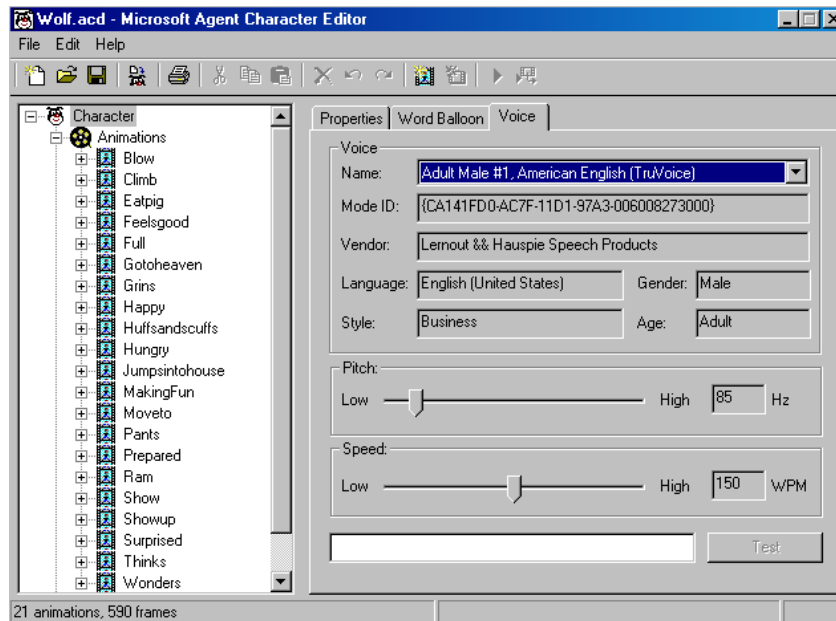 Wolf.acd - Microsoft Agent Character Editor
File Edit Help
Character
Animations
Blow
Climb
Eatpig
Feelsgood
Full
Gotoheaven
Grins
Happy
Huffsandscuffs
Hungry
Jumpsintohouse
MakingFun
Moveto
Pants
Prepared
Ram
Show
Showup
Surprised
Thinks
Wonders
Properties Word Balloon Voice
Voice
Name: Adult Male #1, American English (TruVoice)
Mode ID: {CA141FD0-AC7F-11D1-97A3-006008273000}
Vendor: Lernout && Hauspie Speech Products
Language: English (United States) Gender: Male
Style: Business Age: Adult
Pitch:
Low High 85 Hz
Speed:
Low High 150 WPM
Test
21 animations, 590 frames